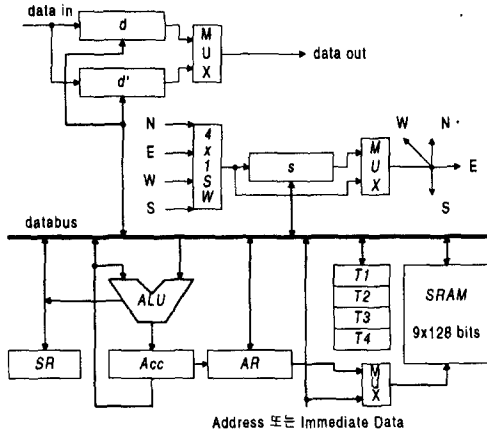 data in
d
d'
M
U
X
data out
N
E
W
S
4
x
1
S
W
s
M
U
X
W
N
E
S
databus
ALU
SR
Acc
AR
T1
T2
T3
T4
SRAM
9x128 bits
M
U
X
Address 또는 Immediate Data